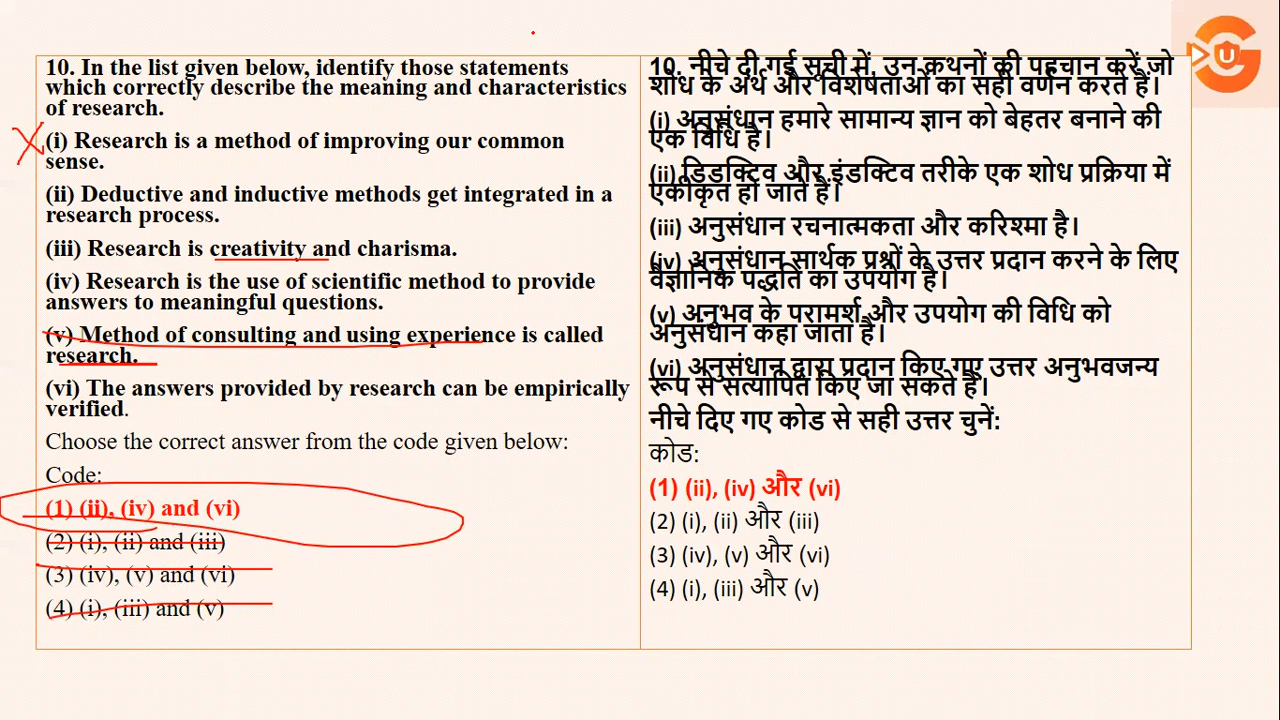 10. In the list given below, identify those statements
which correctly describe the meaning and characteristics
of research.
(i) Research is a method of improving our common
sense.
(ii) Deductive and inductive methods get integrated in a
research process.
(iii) Research is creativity and charisma.
(iv) Research is the use of scientific method to provide
answers to meaningful questions.
(v) Method of consulting and using experience is called
research.
(vi) The answers provided by research can be empirically
verified.
Choose the correct answer from the code given below:
Code:
(1) (ii), (iv) and (vi)
(2) (i), (ii) and (iii)
(3) (iv), (v) and (vi)
(4) (i), (iii) and (v)
10. नीचे दी गई सूची में, उन कथनों की पहचान करें जो
शोध के अर्थ और विशेषताओं का सही वर्णन करते हैं।
(i) अनुसंधान हमारे सामान्य ज्ञान को बेहतर बनाने की
एक विधि है।
(ii) डिडक्टिव और इंडक्टिव तरीके एक शोध प्रक्रिया में
एकीकृत हो जाते हैं।
(iii) अनुसंधान रचनात्मकता और करिश्मा है।
(iv) अनुसंधान सार्थक प्रश्नों के उत्तर प्रदान करने के लिए
वैज्ञानिक पद्धति का उपयोग है।
(v) अनुभव के परामर्श और उपयोग की विधि को
अनुसंधान कहा जाता है।
(vi) अनुसंधान द्वारा प्रदान किए गए उत्तर अनुभवजन्य
रूप से सत्यापित किए जा सकते हैं।
नीचे दिए गए कोड से सही उत्तर चुनें:
कोड:
(1) (ii), (iv) और (vi)
(2) (i), (ii) और (iii)
(3) (iv), (v) और (vi)
(4) (i), (iii) और (v)
U